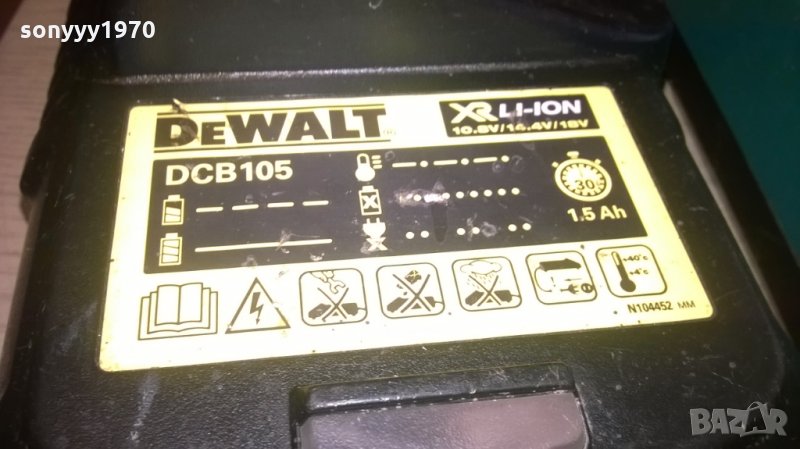 sonyyy1970
DEWALT
XR LI-ION
10.8V/14.4V/18V
DCB105
30
1.5 Ah
+40°c
+4°c
N104452 MM
BAZAR